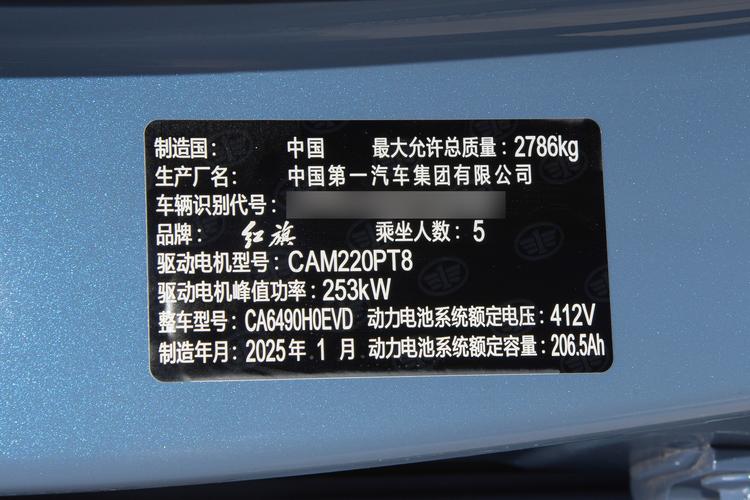 制造国： 中国 最大允许总质量：2786kg
生产厂名： 中国第一汽车集团有限公司
车辆识别代号：
品牌： 红旗 乘坐人数：5
驱动电机型号：CAM220PT8
驱动电机峰值功率：253kW
整车型号：CA6490H0EVD 动力电池系统额定电压：412V
制造年月：2025年 1 月 动力电池系统额定容量：206.5Ah